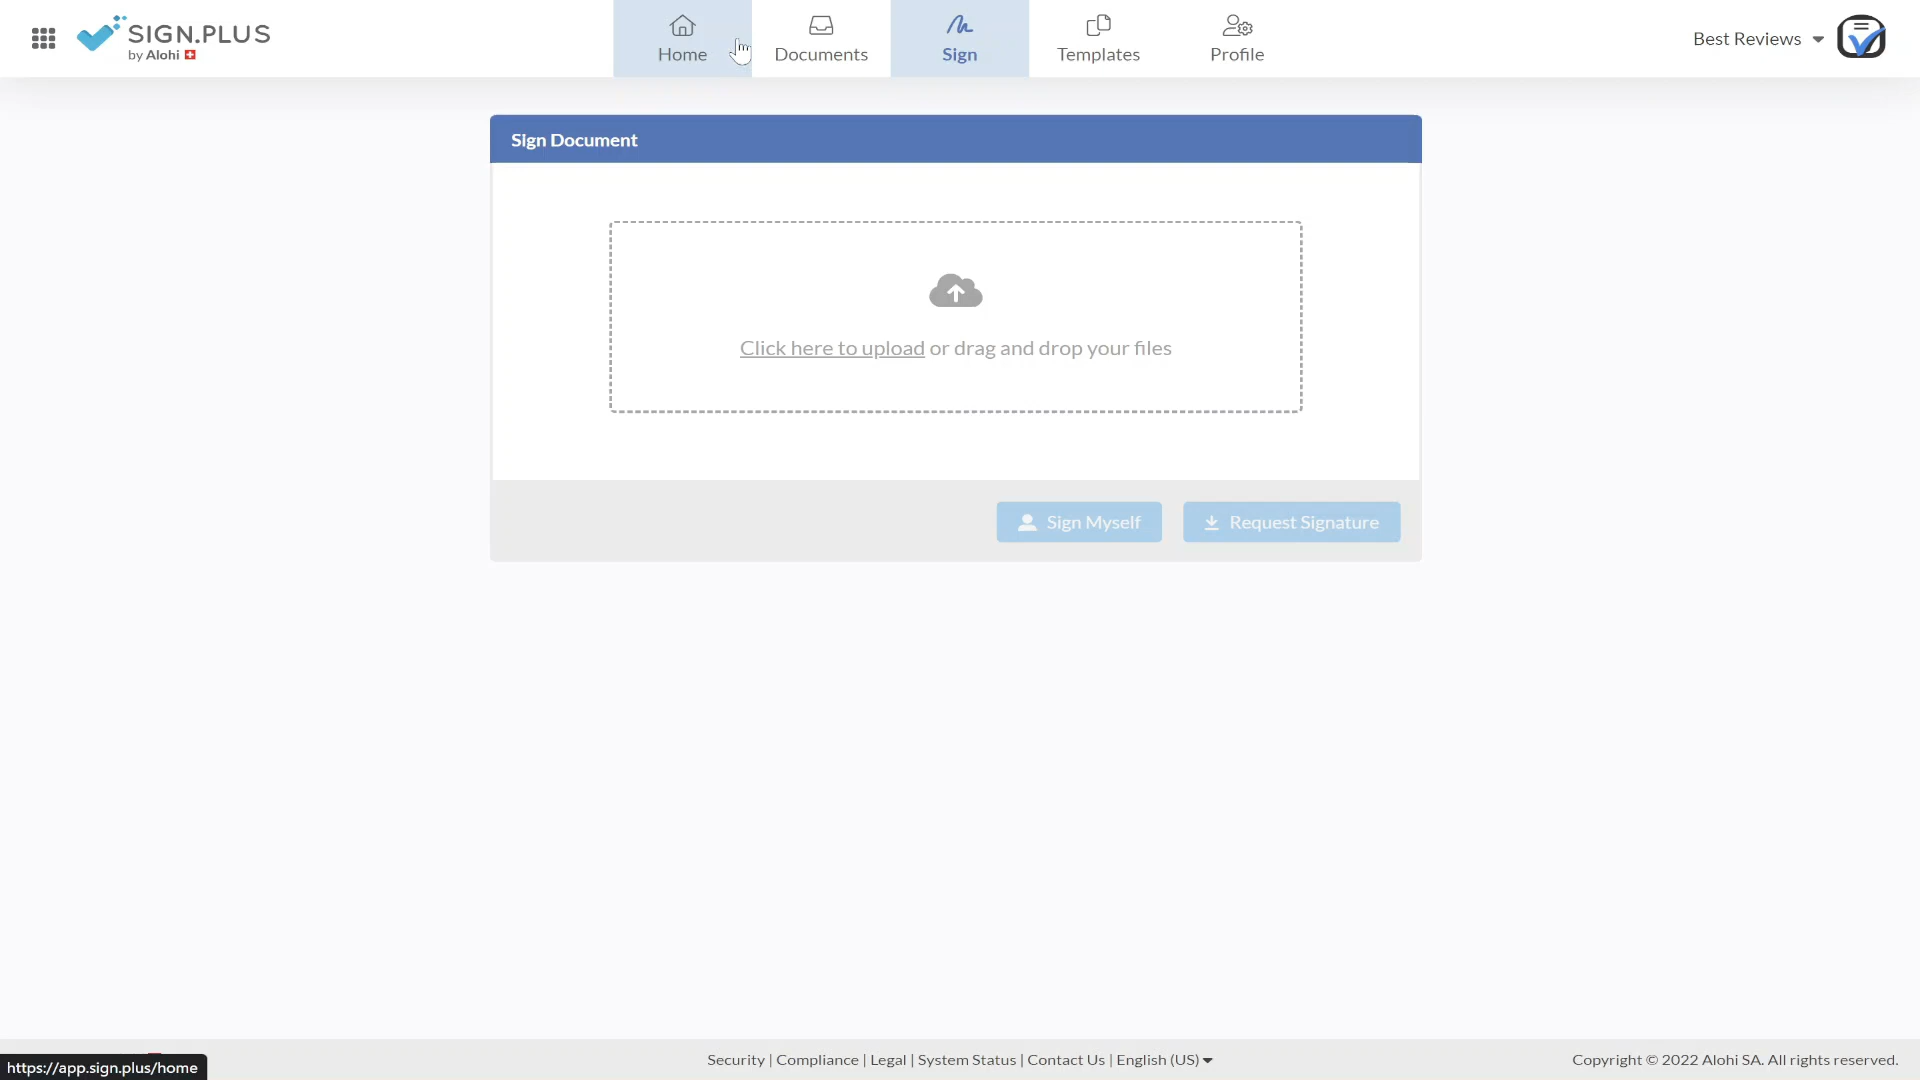 SIGN.PLUS
by Alohi
Home
Documents
Sign
Templates
Profile
Best Reviews
Sign Document
Click here to upload or drag and drop your files
Sign Myself
Request Signature
https://app.sign.plus/home
Security | Compliance | Legal | System Status | Contact Us | English (US)
Copyright © 2022 Alohi SA. All rights reserved.